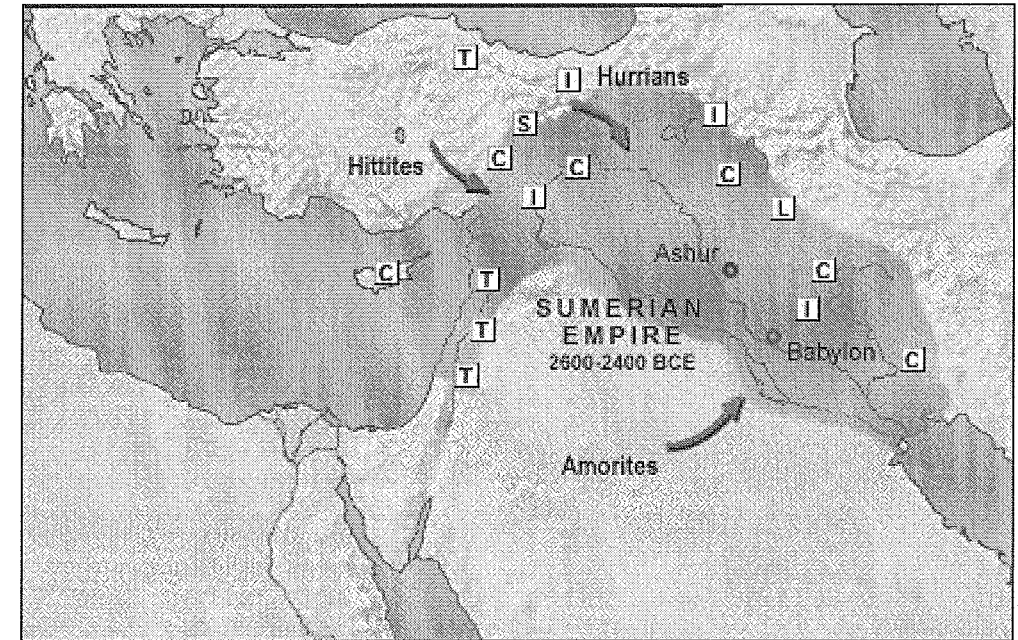 T
I Hurrians
I
S
Hittites
C
C
C
I
L
Ashur
C
C
T
SUMERIAN
EMPIRE
2600-2400 BCE
I
T
Babylon
C
T
Amorites